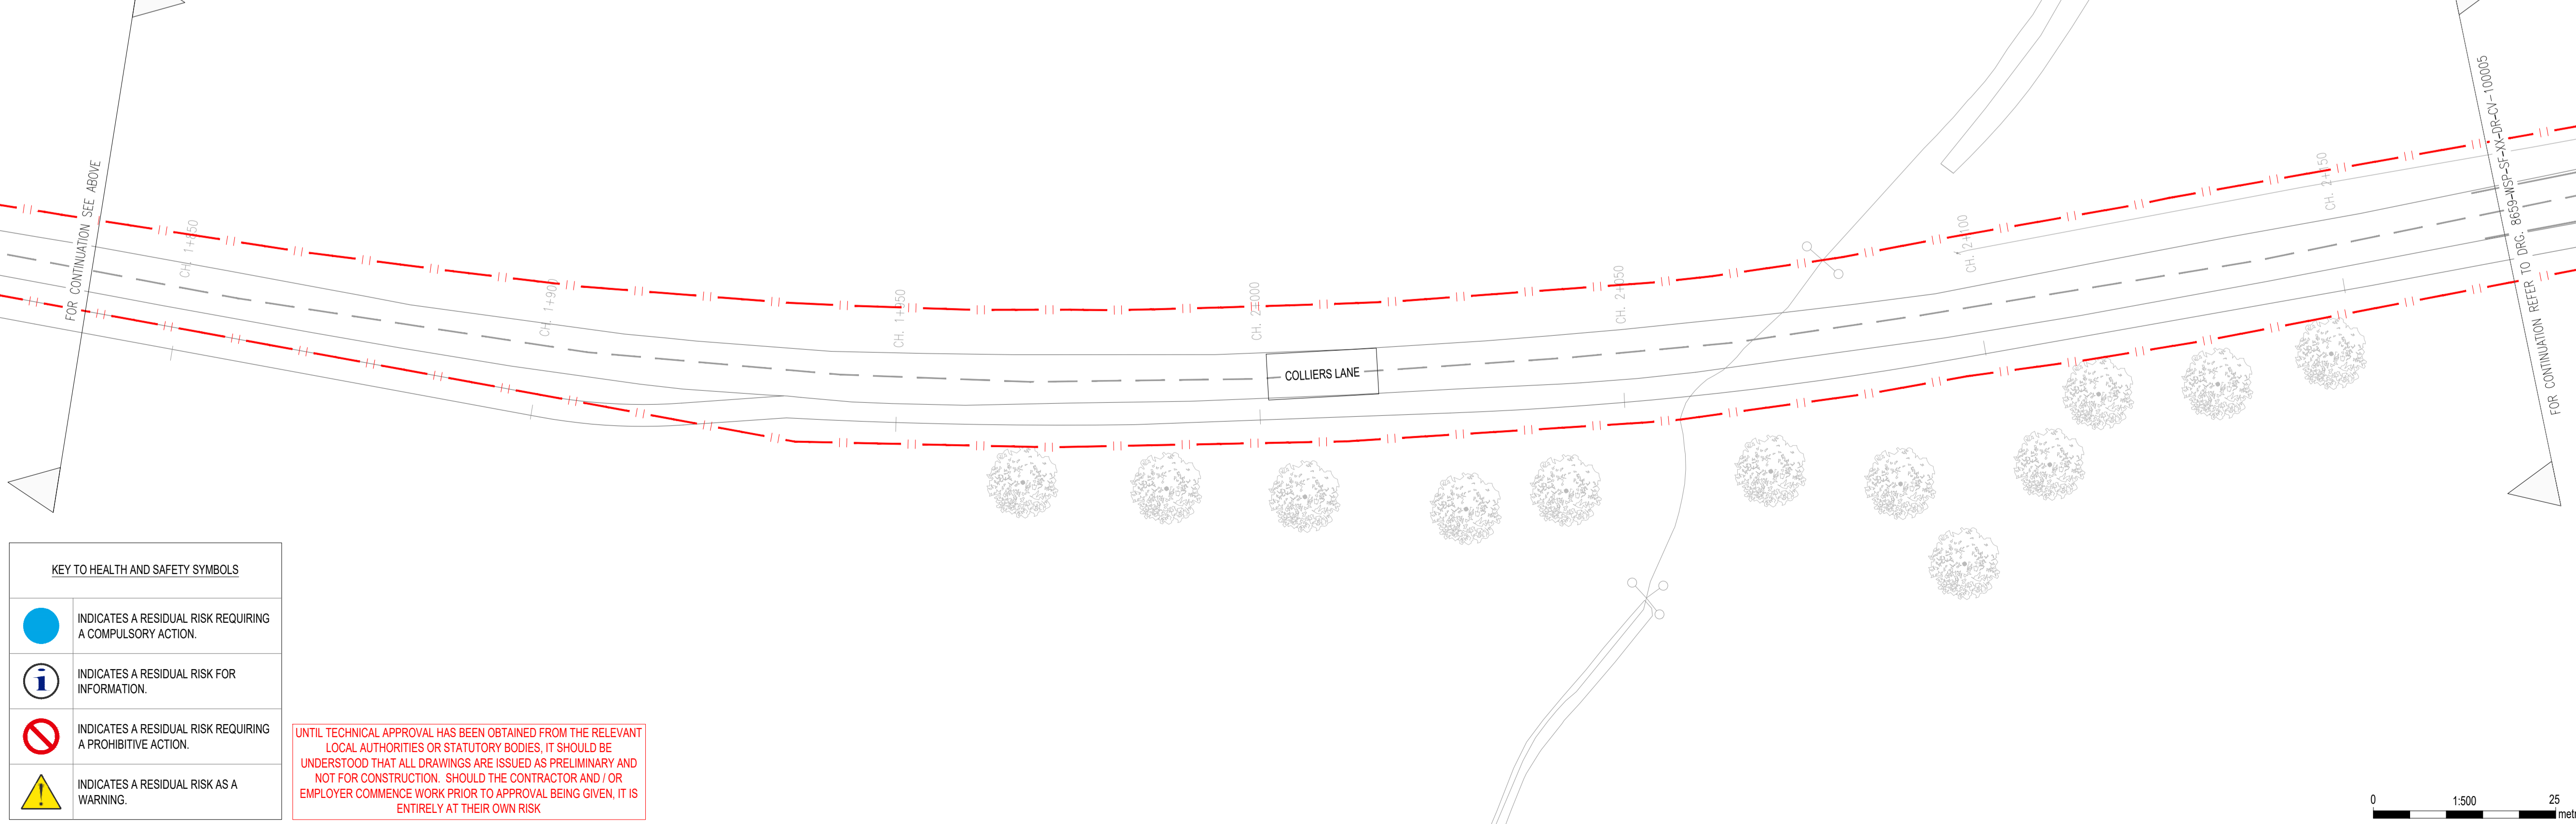 FOR CONTINUATION SEE ABOVE
CH. 1+850
CH. 1+900
CH. 1+950
CH. 2+000
CH. 2+050
CH. 2+100
CH. 2+150
FOR CONTINUATION REFER TO DRG. 8659-WSP-SF-XX-DR-CV-100005
COLLIERS LANE
KEY TO HEALTH AND SAFETY SYMBOLS
INDICATES A RESIDUAL RISK REQUIRING
A COMPULSORY ACTION.
i
INDICATES A RESIDUAL RISK FOR
INFORMATION.
INDICATES A RESIDUAL RISK REQUIRING
A PROHIBITIVE ACTION.
!
INDICATES A RESIDUAL RISK AS A
WARNING.
UNTIL TECHNICAL APPROVAL HAS BEEN OBTAINED FROM THE RELEVANT
LOCAL AUTHORITIES OR STATUTORY BODIES, IT SHOULD BE
UNDERSTOOD THAT ALL DRAWINGS ARE ISSUED AS PRELIMINARY AND
NOT FOR CONSTRUCTION. SHOULD THE CONTRACTOR AND / OR
EMPLOYER COMMENCE WORK PRIOR TO APPROVAL BEING GIVEN, IT IS
ENTIRELY AT THEIR OWN RISK
0 1:500 25